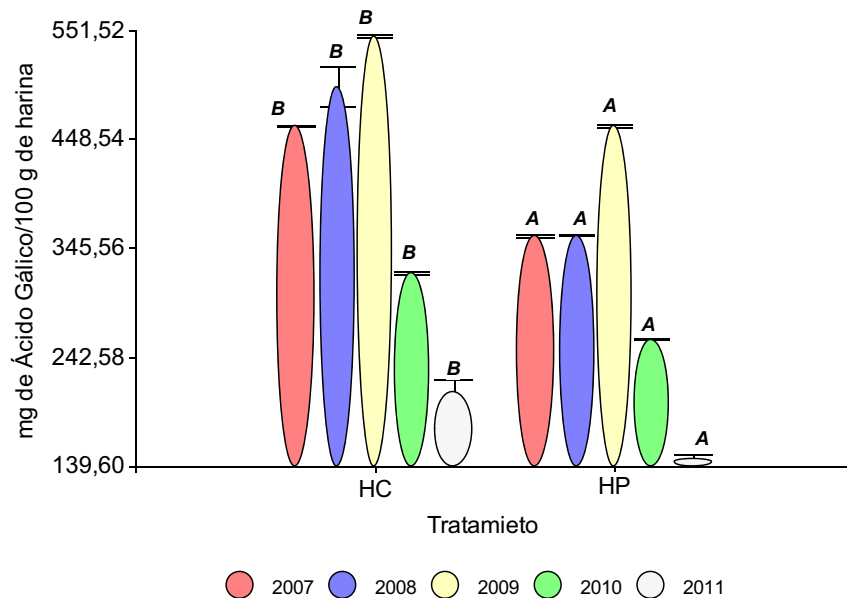 551,52
448,54
345,56
242,58
139,60
mg de Ácido Gálico/100 g de harina
B
B
B
B
B
A
A
A
A
A
HC
HP
Tratamieto
2007 2008 2009 2010 2011